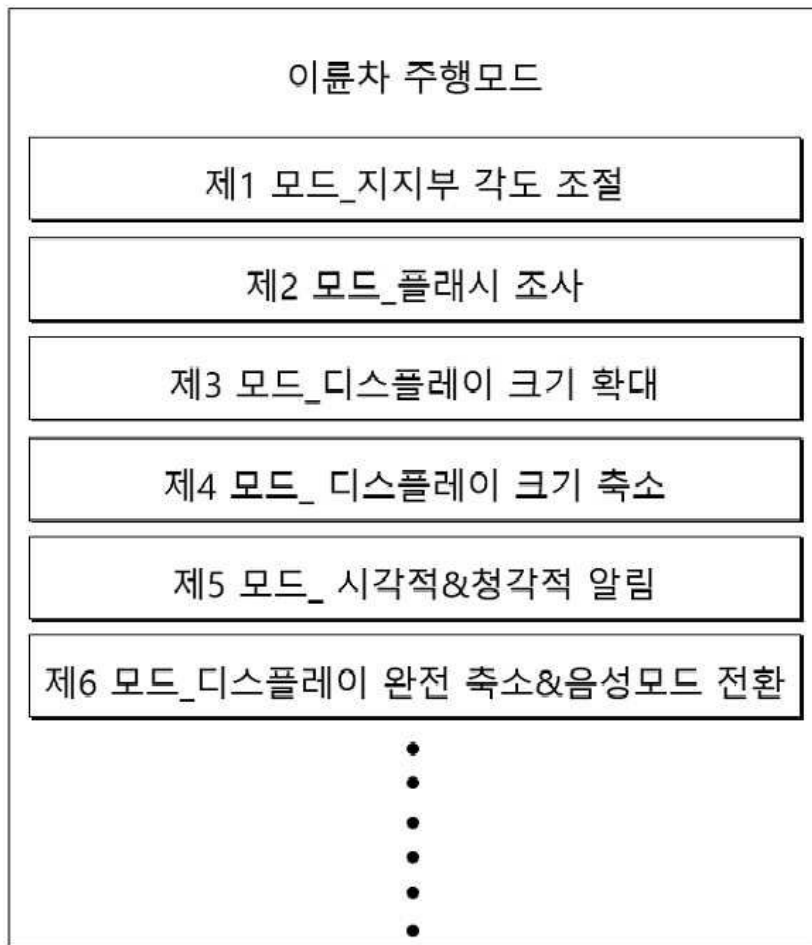 이륜차 주행모드
제1 모드_지지부 각도 조절
제2 모드_플래시 조사
제3 모드_디스플레이 크기 확대
제4 모드_ 디스플레이 크기 축소
제5 모드_ 시각적&청각적 알림
제6 모드_디스플레이 완전 축소&음성모드 전환